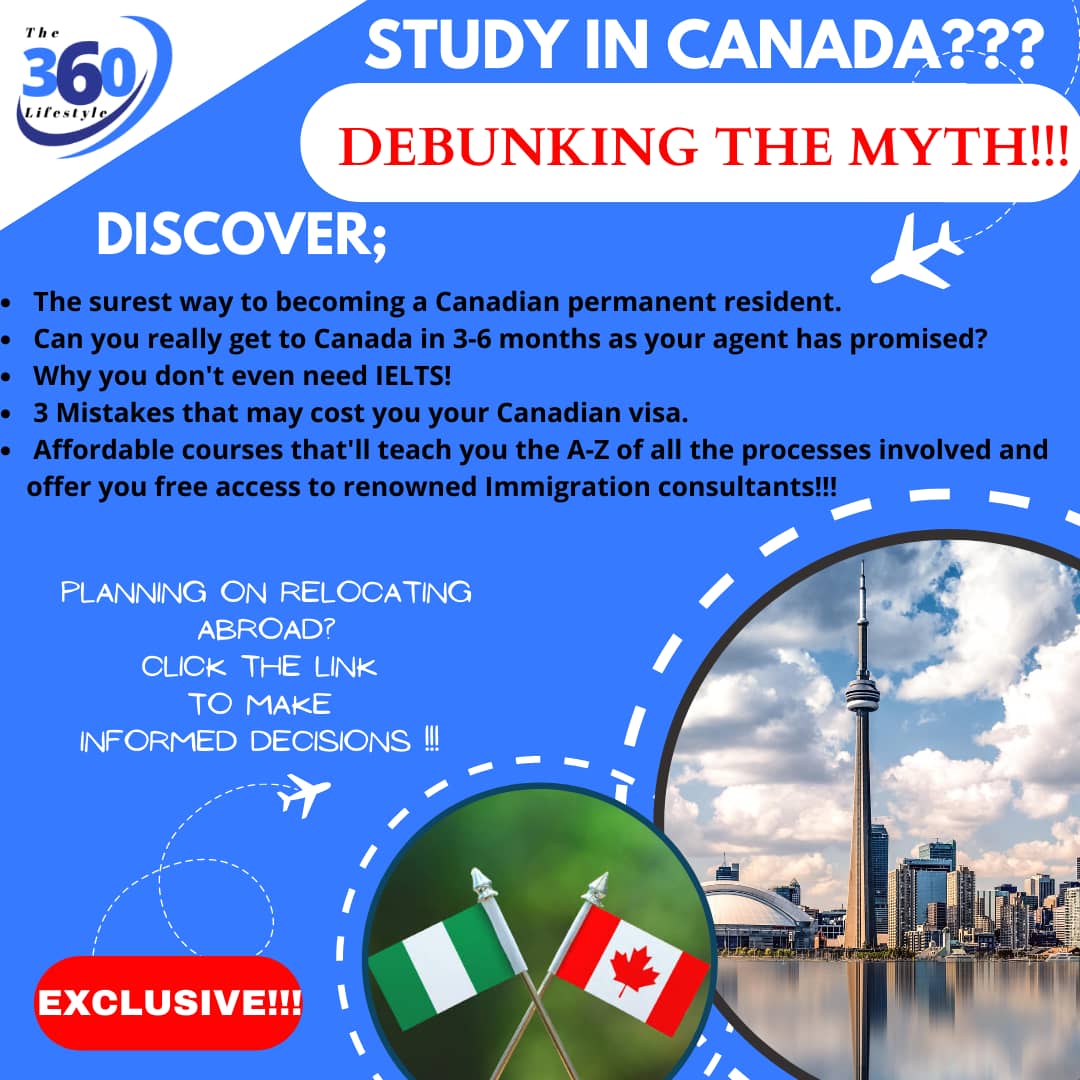 The
360
Lifestyle
STUDY IN CANADA???
DEBUNKING THE MYTH!!!
DISCOVER;
• The surest way to becoming a Canadian permanent resident.
• Can you really get to Canada in 3-6 months as your agent has promised?
• Why you don't even need IELTS!
• 3 Mistakes that may cost you your Canadian visa.
• Affordable courses that'll teach you the A-Z of all the processes involved and
offer you free access to renowned Immigration consultants!!!
PLANNING ON RELOCATING
ABROAD?
CLICK THE LINK
TO MAKE
INFORMED DECISIONS !!!
EXCLUSIVE!!!